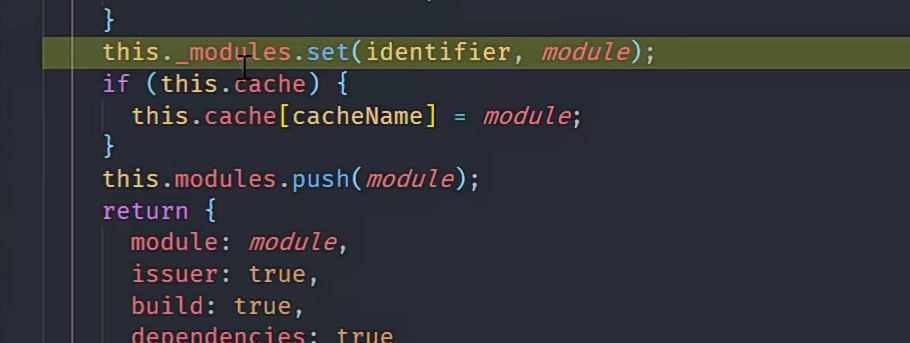 }
this._modules.set(identifier, module);
if (this.cache) {
this.cache[cacheName] = module;
}
this.modules.push(module);
return {
module: module,
issuer: true,
build: true,
dependencies: true